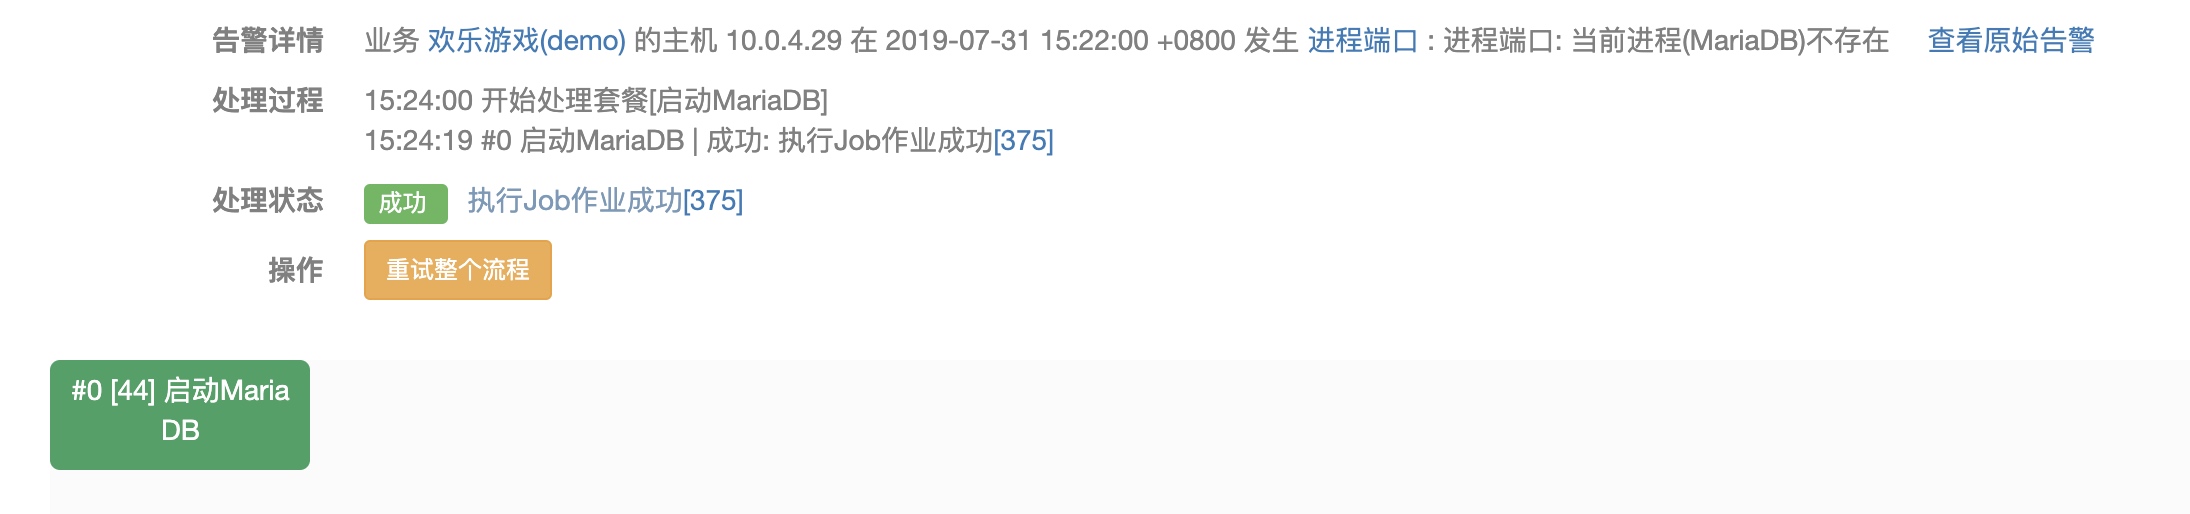 告警详情 业务 欢乐游戏(demo) 的主机 10.0.4.29 在 2019-07-31 15:22:00 +0800 发生 进程端口 : 进程端口: 当前进程(MariaDB)不存在 查看原始告警
处理过程 15:24:00 开始处理套餐[启动MariaDB]
15:24:19 #0 启动MariaDB | 成功: 执行Job作业成功[375]
处理状态 成功 执行Job作业成功[375]
操作 重试整个流程
#0 [44] 启动Maria
DB